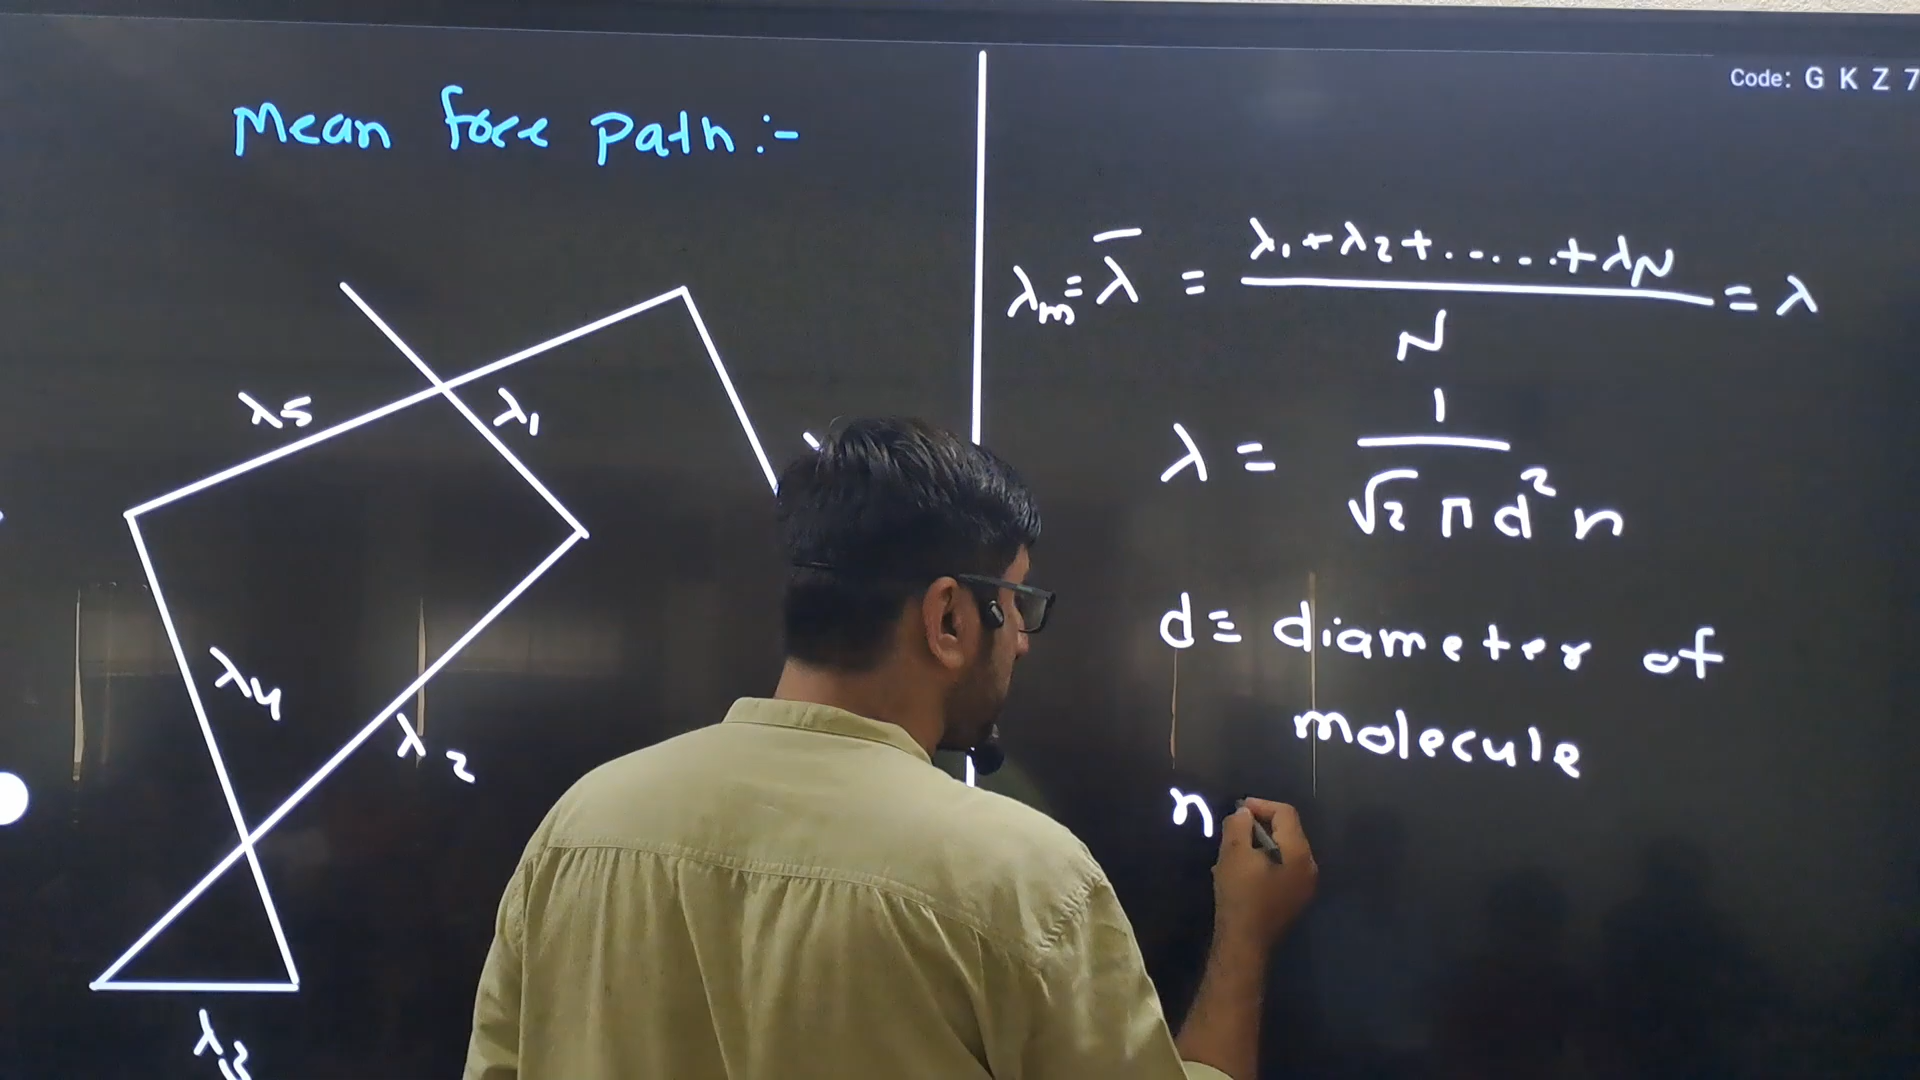 Mean free path :-
λ5
λ1
λ4
λ2
λ3
Code: G K Z 7
λm = λ̅ = (λ1 + λ2 + ..... + λN) / N = λ
λ = 1 / (√2 π d² n)
d ≡ diameter of
molecule
n